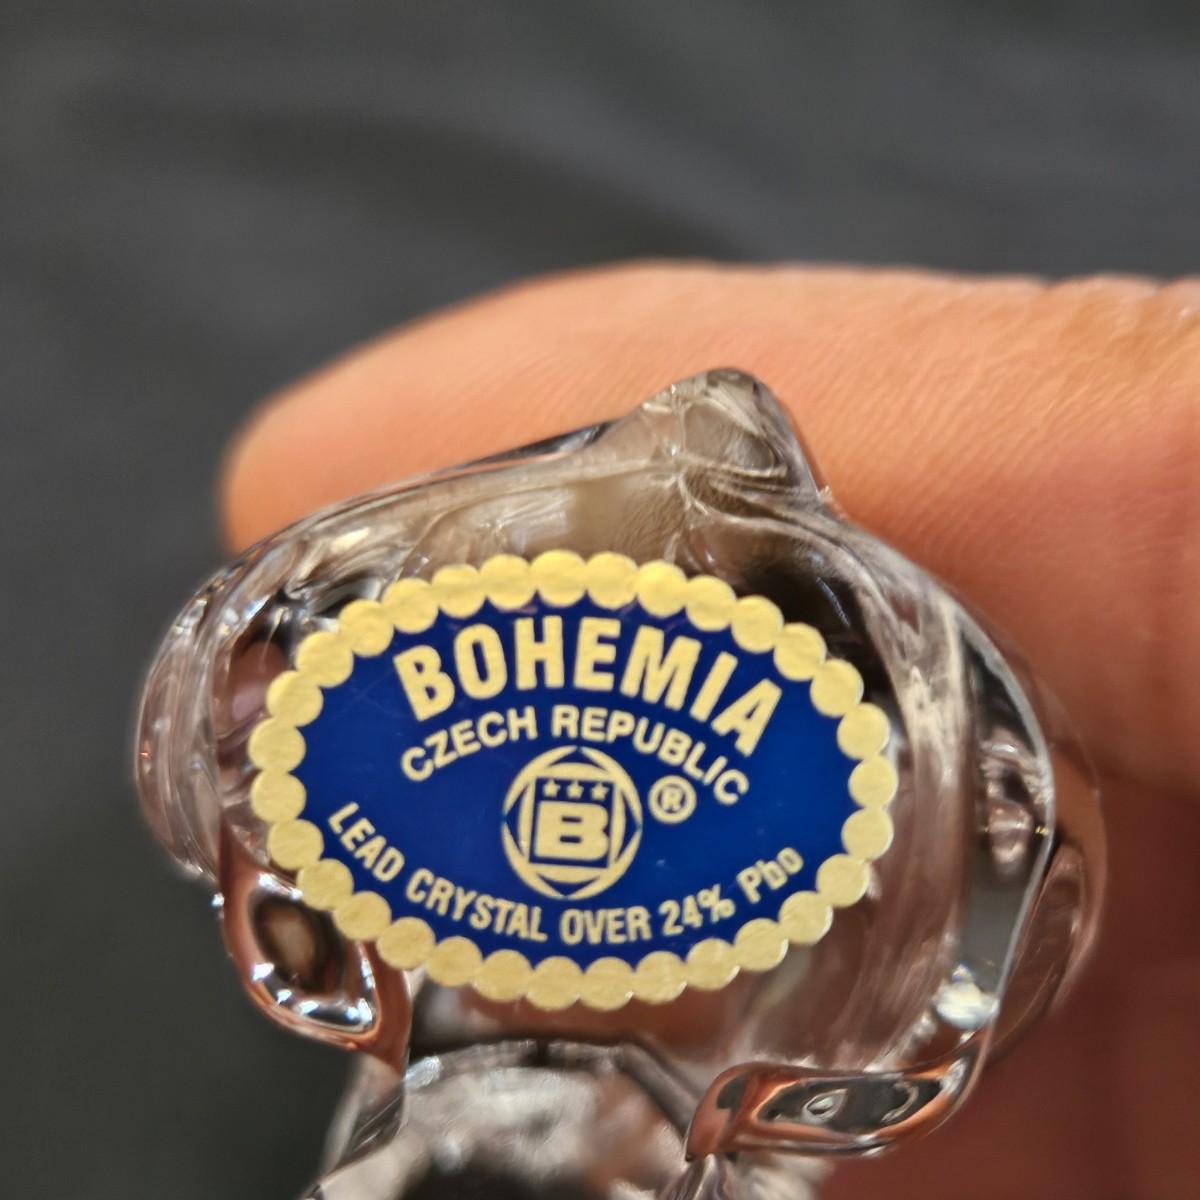 BOHEMIA
CZECH REPUBLIC
B
®
LEAD CRYSTAL OVER 24% Pbo